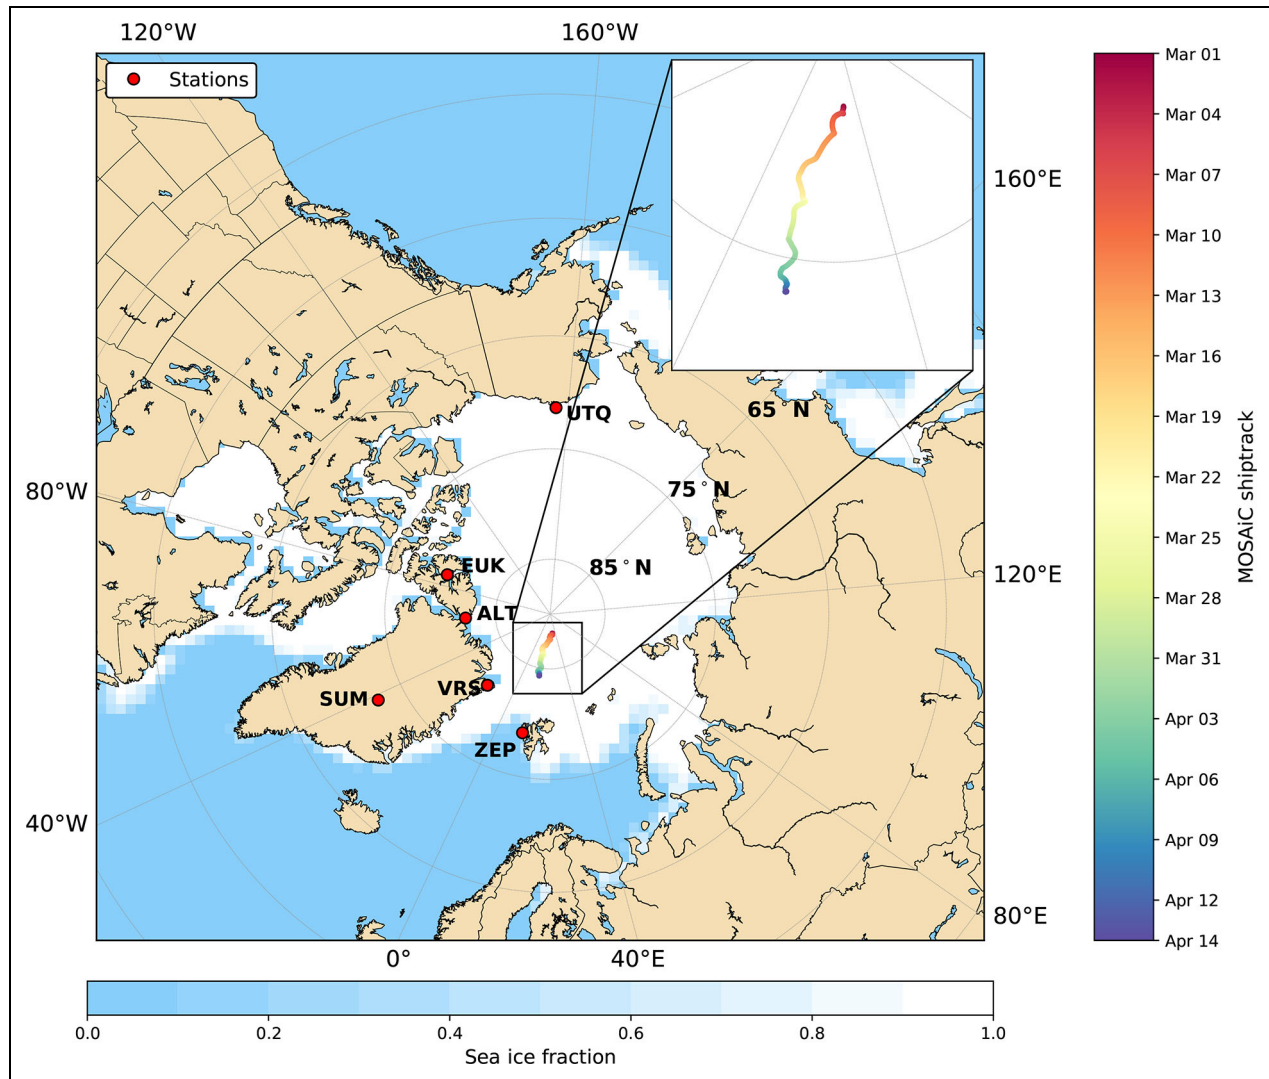 120°W
160°W
Stations
160°E
80°W
120°E
40°W
80°E
0°
40°E
65°N
75°N
85°N
UTQ
EUK
ALT
VRS
SUM
ZEP
Mar 01
Mar 04
Mar 07
Mar 10
Mar 13
Mar 16
Mar 19
Mar 22
Mar 25
Mar 28
Mar 31
Apr 03
Apr 06
Apr 09
Apr 12
Apr 14
MOSAiC shiptrack
0.0
0.2
0.4
0.6
0.8
1.0
Sea ice fraction